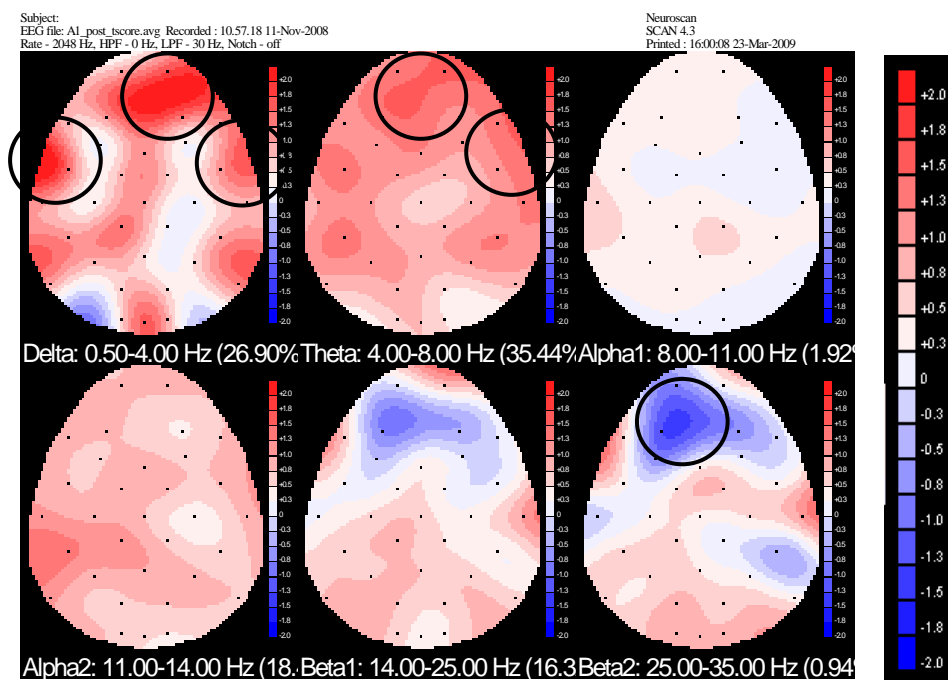 Subject:
EEG file: A1_post_tscore.avg Recorded : 10.57.18 11-Nov-2008
Rate - 2048 Hz, HPF - 0 Hz, LPF - 30 Hz, Notch - off
Neuroscan
SCAN 4.3
Printed : 16:00:08 23-Mar-2009
Delta: 0.50-4.00 Hz (26.90%
Theta: 4.00-8.00 Hz (35.44%
Alpha1: 8.00-11.00 Hz (1.92%
Alpha2: 11.00-14.00 Hz (18.
Beta1: 14.00-25.00 Hz (16.3
Beta2: 25.00-35.00 Hz (0.94%
+2.0
+1.8
+1.5
+1.3
+1.0
+0.8
+0.5
+0.3
0
-0.3
-0.5
-0.8
-1.0
-1.3
-1.5
-1.8
-2.0